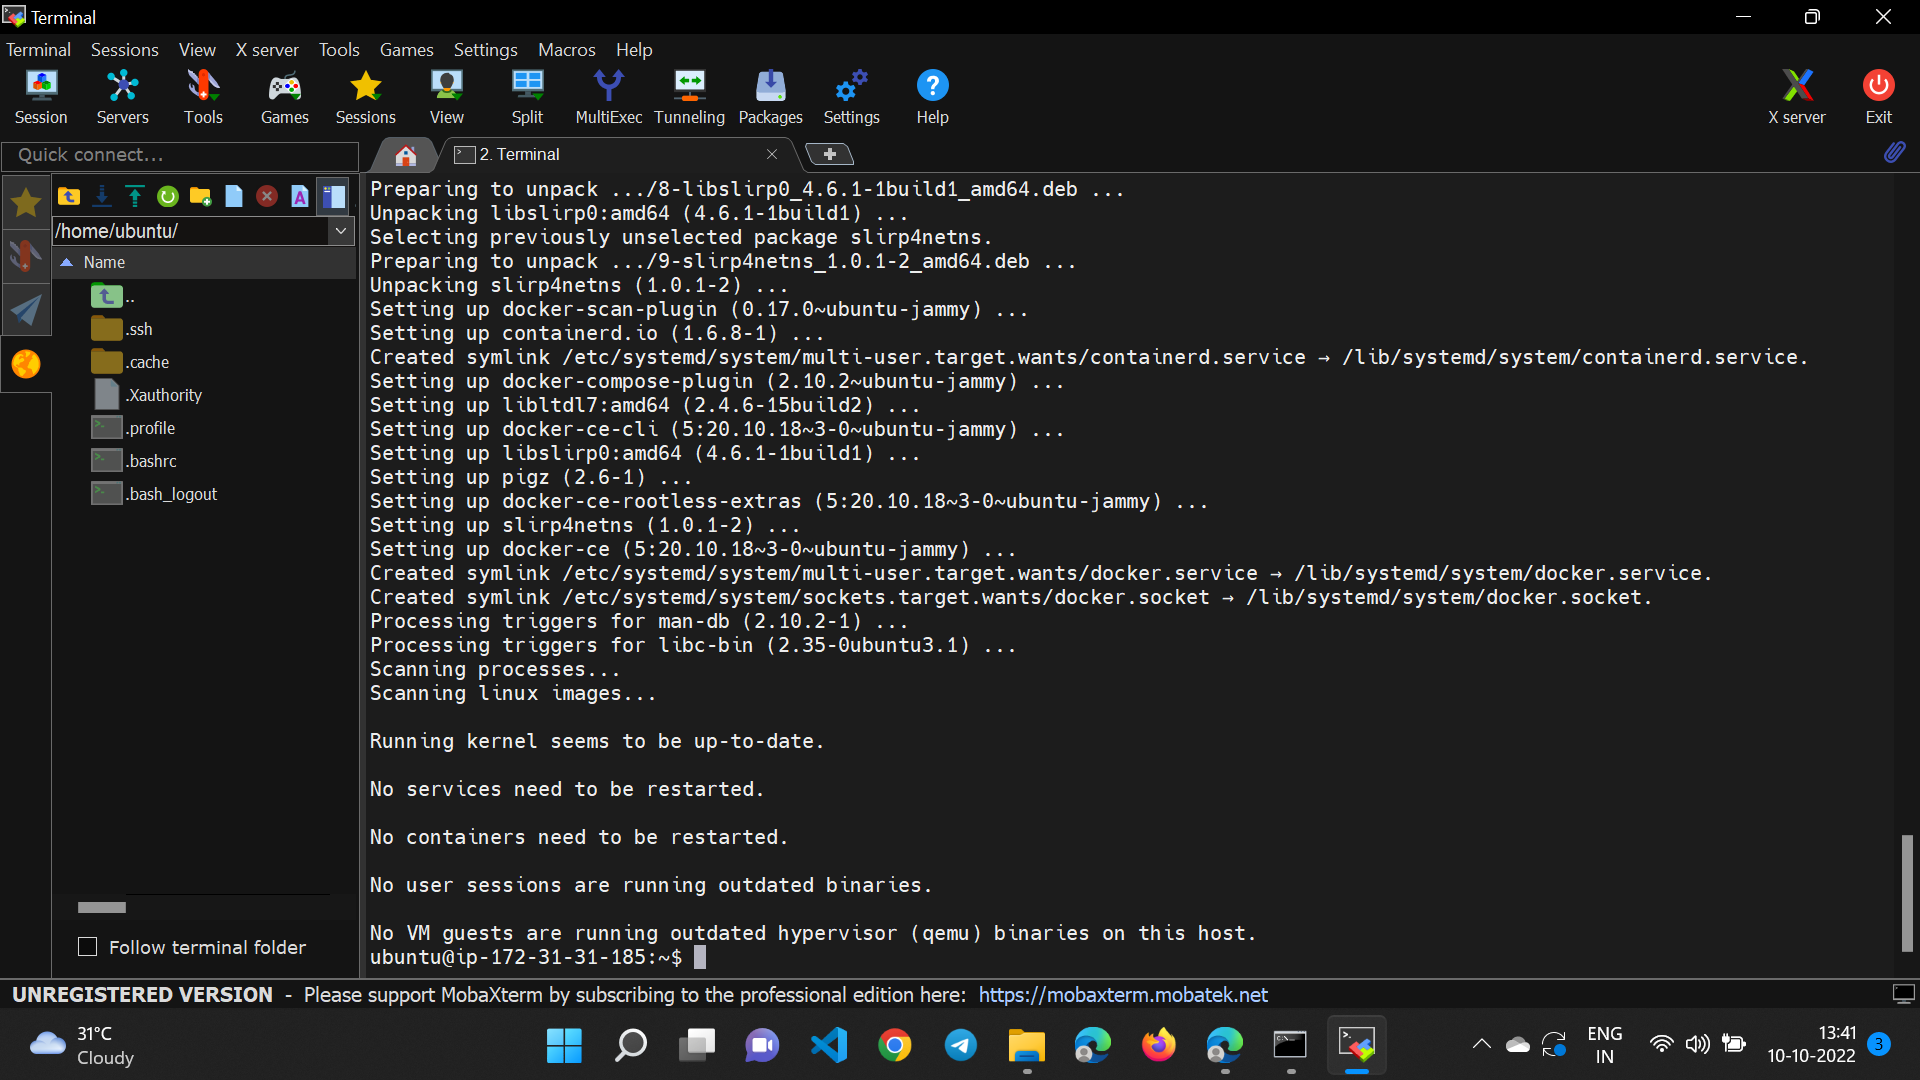 Terminal
Terminal Sessions View X server Tools Games Settings Macros Help
Session Servers Tools Games Sessions View Split MultiExec Tunneling Packages Settings Help X server Exit
Quick connect...
2. Terminal
/home/ubuntu/
Name
..
.ssh
.cache
.Xauthority
.profile
.bashrc
.bash_logout
Follow terminal folder
Preparing to unpack .../8-libslirp0_4.6.1-1build1_amd64.deb ...
Unpacking libslirp0:amd64 (4.6.1-1build1) ...
Selecting previously unselected package slirp4netns.
Preparing to unpack .../9-slirp4netns_1.0.1-2_amd64.deb ...
Unpacking slirp4netns (1.0.1-2) ...
Setting up docker-scan-plugin (0.17.0~ubuntu-jammy) ...
Setting up containerd.io (1.6.8-1) ...
Created symlink /etc/systemd/system/multi-user.target.wants/containerd.service → /lib/systemd/system/containerd.service.
Setting up docker-compose-plugin (2.10.2~ubuntu-jammy) ...
Setting up libltdl7:amd64 (2.4.6-15build2) ...
Setting up docker-ce-cli (5:20.10.18~3-0~ubuntu-jammy) ...
Setting up libslirp0:amd64 (4.6.1-1build1) ...
Setting up pigz (2.6-1) ...
Setting up docker-ce-rootless-extras (5:20.10.18~3-0~ubuntu-jammy) ...
Setting up slirp4netns (1.0.1-2) ...
Setting up docker-ce (5:20.10.18~3-0~ubuntu-jammy) ...
Created symlink /etc/systemd/system/multi-user.target.wants/docker.service → /lib/systemd/system/docker.service.
Created symlink /etc/systemd/system/sockets.target.wants/docker.socket → /lib/systemd/system/docker.socket.
Processing triggers for man-db (2.10.2-1) ...
Processing triggers for libc-bin (2.35-0ubuntu3.1) ...
Scanning processes...
Scanning linux images...
Running kernel seems to be up-to-date.
No services need to be restarted.
No containers need to be restarted.
No user sessions are running outdated binaries.
No VM guests are running outdated hypervisor (qemu) binaries on this host.
ubuntu@ip-172-31-31-185:~$
UNREGISTERED VERSION - Please support MobaXterm by subscribing to the professional edition here: https://mobaxterm.mobatek.net
31°C
Cloudy
ENG
IN
13:41
10-10-2022
3